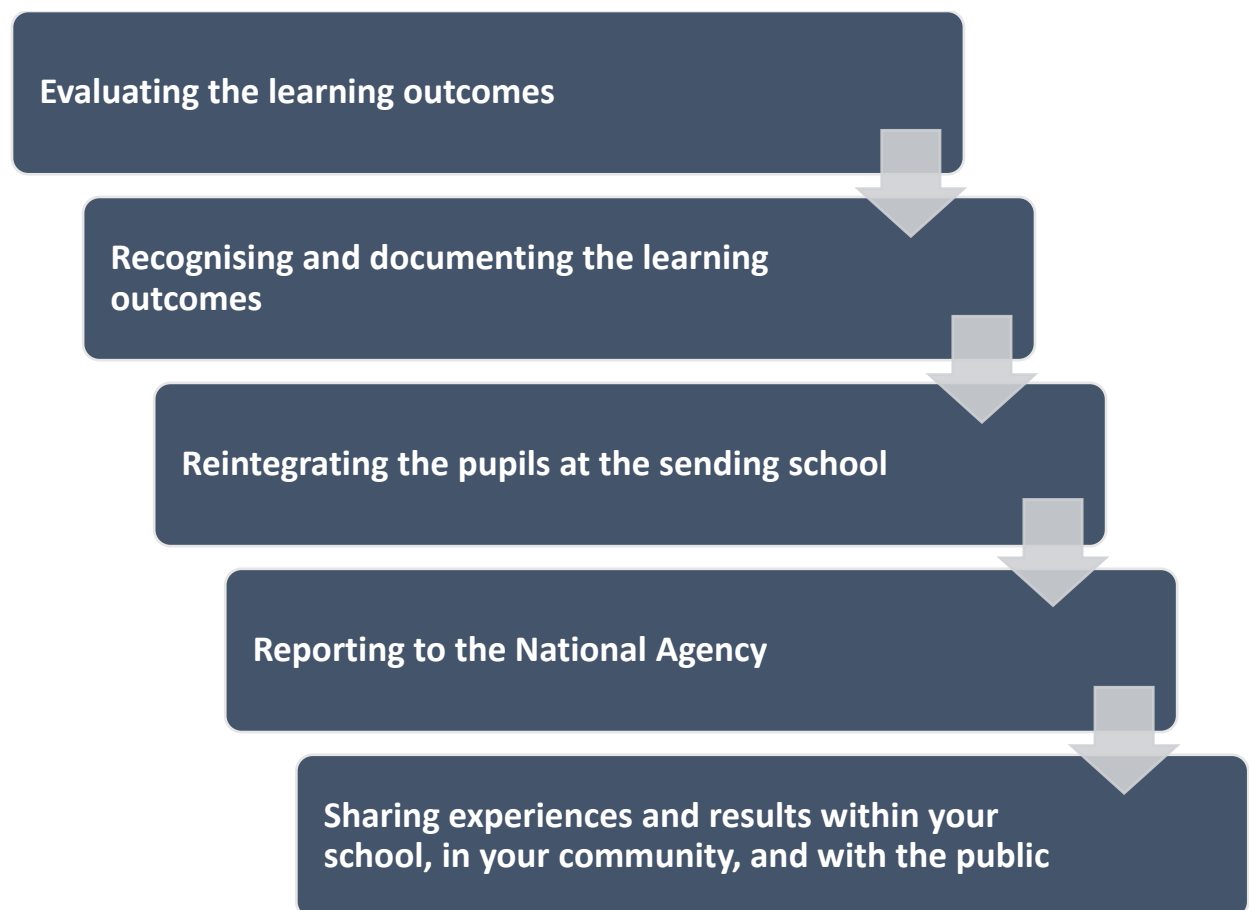 Evaluating the learning outcomes
Recognising and documenting the learning
outcomes
Reintegrating the pupils at the sending school
Reporting to the National Agency
Sharing experiences and results within your
school, in your community, and with the public